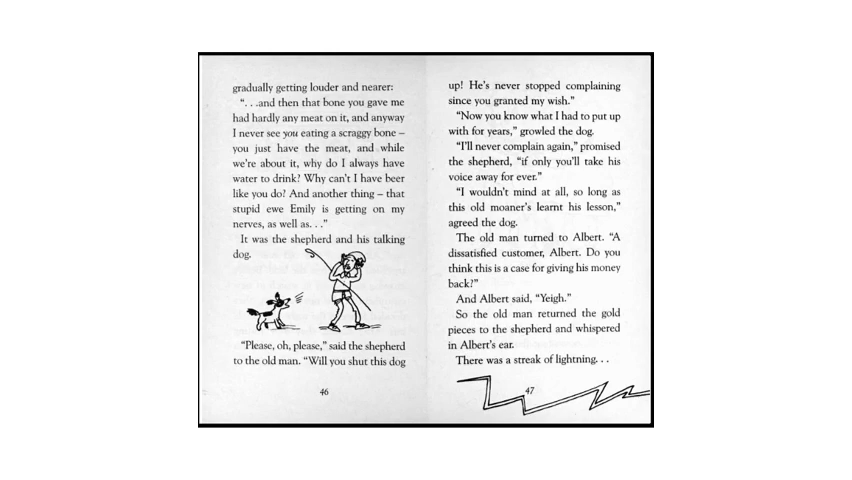 gradually getting louder and nearer:
“. . .and then that bone you gave me
had hardly any meat on it, and anyway
I never see you eating a scraggy bone –
you just have the meat, and while
we're about it, why do I always have
water to drink? Why can't I have beer
like you do? And another thing – that
stupid ewe Emily is getting on my
nerves, as well as. . .”
It was the shepherd and his talking
dog.
“Please, oh, please,” said the shepherd
to the old man. “Will you shut this dog
46
up! He's never stopped complaining
since you granted my wish.”
“Now you know what I had to put up
with for years,” growled the dog.
“I'll never complain again,” promised
the shepherd, “if only you'll take his
voice away for ever.”
“I wouldn't mind at all, so long as
this old moaner's learnt his lesson,”
agreed the dog.
The old man turned to Albert. “A
dissatisfied customer, Albert. Do you
think this is a case for giving his money
back?”
And Albert said, “Yeigh.”
So the old man returned the gold
pieces to the shepherd and whispered
in Albert's ear.
There was a streak of lightning. . .
47